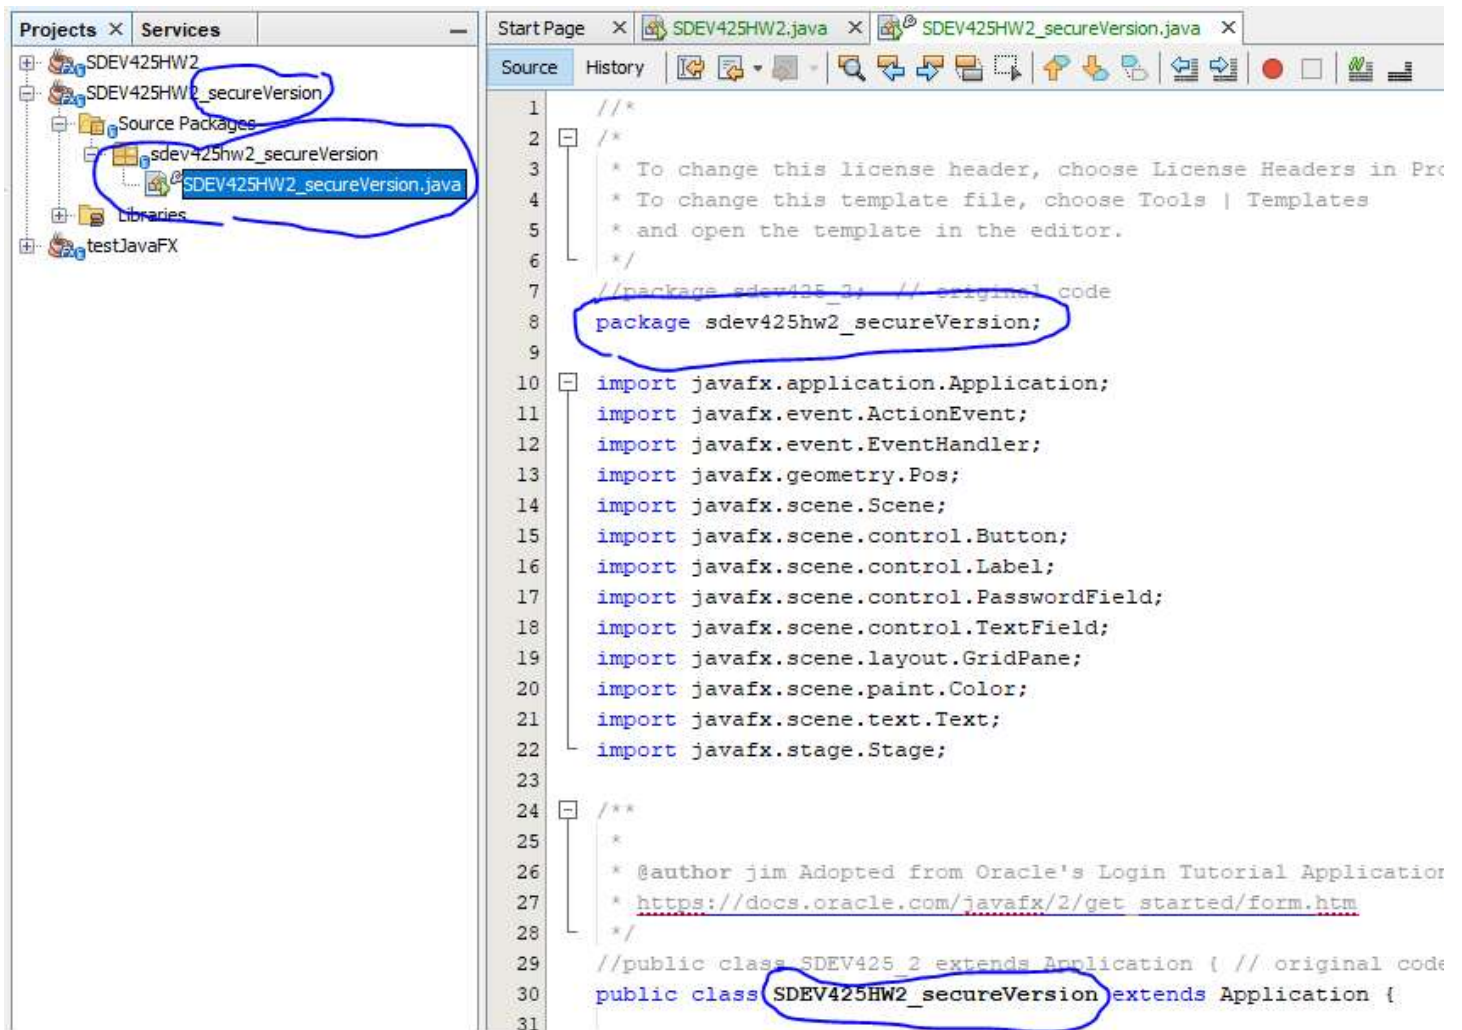 Projects Services
SDEV425HW2
SDEV425HW2_secureVersion
Source Packages
sdev425hw2_secureVersion
SDEV425HW2_secureVersion.java
Libraries
testJavaFX
Start Page SDEV425HW2.java SDEV425HW2_secureVersion.java
Source History
1 //*
2 /*
3 * To change this license header, choose License Headers in Pro
4 * To change this template file, choose Tools | Templates
5 * and open the template in the editor.
6 */
7 //package sdev425_2; // original code
8 package sdev425hw2_secureVersion;
9
10 import javafx.application.Application;
11 import javafx.event.ActionEvent;
12 import javafx.event.EventHandler;
13 import javafx.geometry.Pos;
14 import javafx.scene.Scene;
15 import javafx.scene.control.Button;
16 import javafx.scene.control.Label;
17 import javafx.scene.control.PasswordField;
18 import javafx.scene.control.TextField;
19 import javafx.scene.layout.GridPane;
20 import javafx.scene.paint.Color;
21 import javafx.scene.text.Text;
22 import javafx.stage.Stage;
23
24 /**
25 *
26 * @author jim Adopted from Oracle's Login Tutorial Application
27 * https://docs.oracle.com/javafx/2/get_started/form.htm
28 */
29 //public class SDEV425_2 extends Application { // original code
30 public class SDEV425HW2_secureVersion extends Application {
31